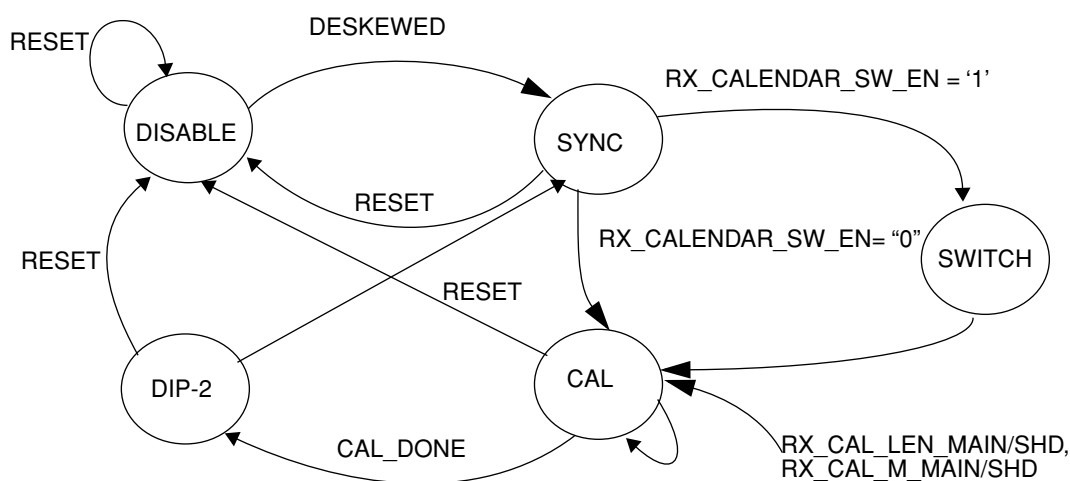 DESKEWED
RESET
RX_CALENDAR_SW_EN = ‘1’
DISABLE
SYNC
RESET
RX_CALENDAR_SW_EN= “0”
SWITCH
RESET
RESET
DIP-2
CAL
CAL_DONE
RX_CAL_LEN_MAIN/SHD,
RX_CAL_M_MAIN/SHD